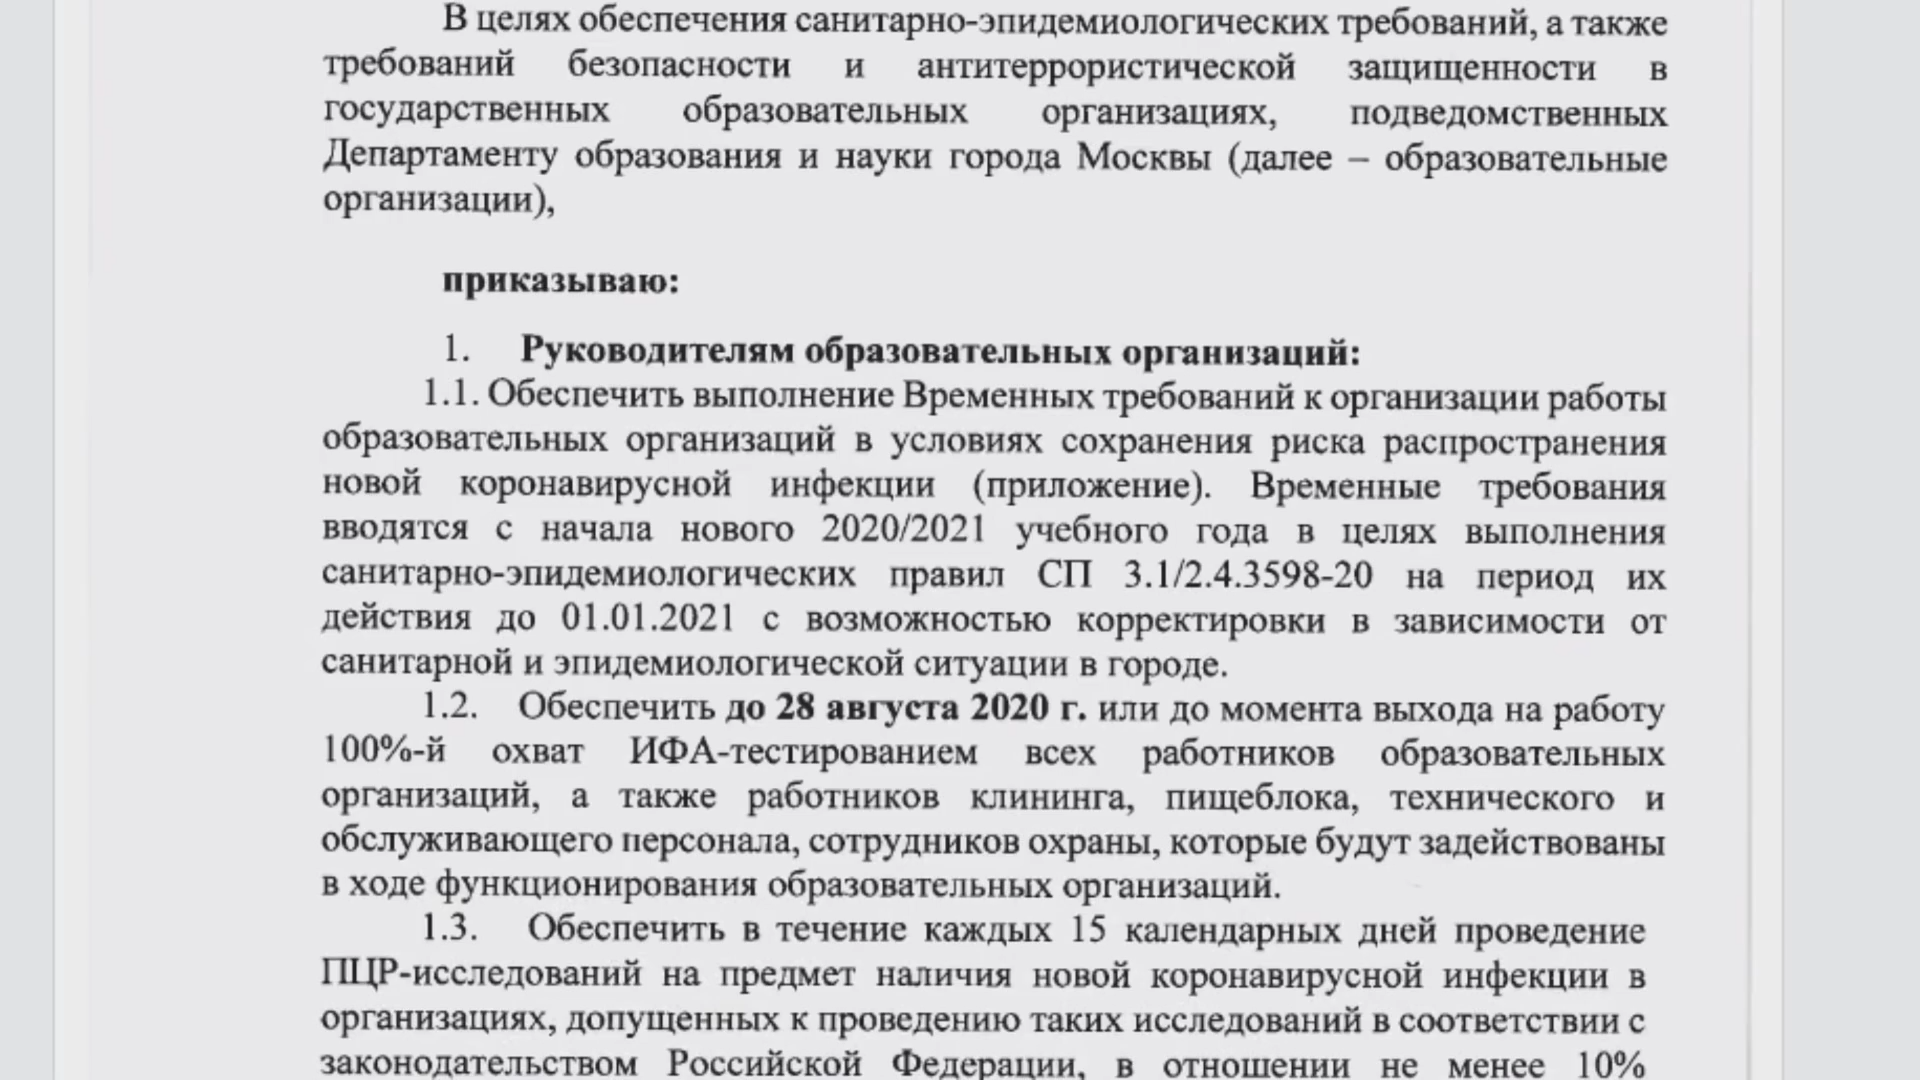 В целях обеспечения санитарно-эпидемиологических требований, а также
требований безопасности и антитеррористической защищенности в
государственных образовательных организациях, подведомственных
Департаменту образования и науки города Москвы (далее – образовательные
организации),
приказываю:
1. Руководителям образовательных организаций:
1.1. Обеспечить выполнение Временных требований к организации работы
образовательных организаций в условиях сохранения риска распространения
новой коронавирусной инфекции (приложение). Временные требования
вводятся с начала нового 2020/2021 учебного года в целях выполнения
санитарно-эпидемиологических правил СП 3.1/2.4.3598-20 на период их
действия до 01.01.2021 с возможностью корректировки в зависимости от
санитарной и эпидемиологической ситуации в городе.
1.2. Обеспечить до 28 августа 2020 г. или до момента выхода на работу
100%-й охват ИФА-тестированием всех работников образовательных
организаций, а также работников клининга, пищеблока, технического и
обслуживающего персонала, сотрудников охраны, которые будут задействованы
в ходе функционирования образовательных организаций.
1.3. Обеспечить в течение каждых 15 календарных дней проведение
ПЦР-исследований на предмет наличия новой коронавирусной инфекции в
организациях, допущенных к проведению таких исследований в соответствии с
законодательством Российской Федерации, в отношении не менее 10%